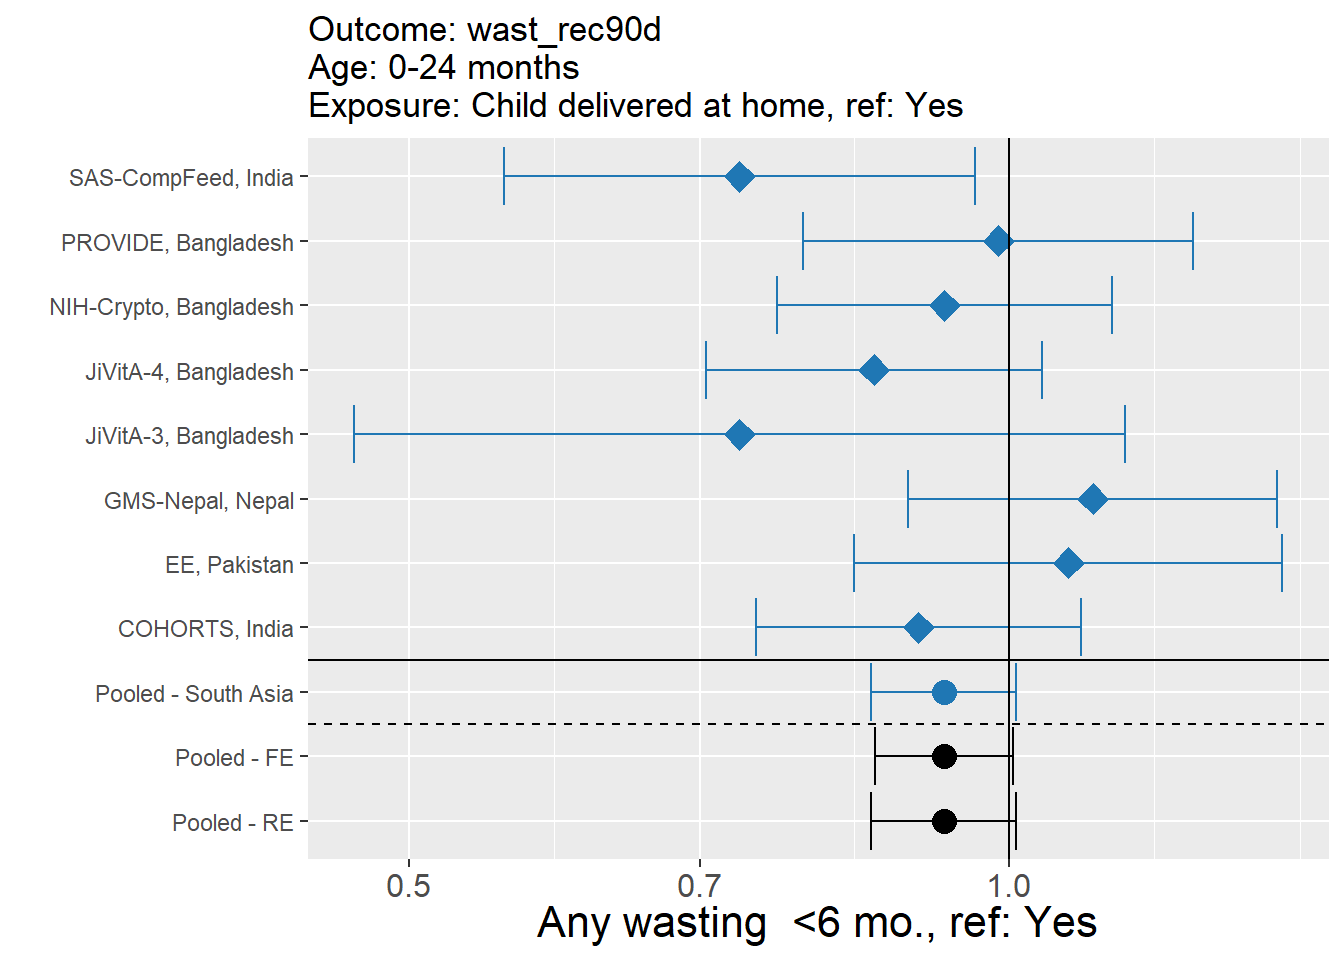 Outcome: wast_rec90d
Age: 0-24 months
Exposure: Child delivered at home, ref: Yes
SAS-CompFeed, India
PROVIDE, Bangladesh
NIH-Crypto, Bangladesh
JiVitA-4, Bangladesh
JiVitA-3, Bangladesh
GMS-Nepal, Nepal
EE, Pakistan
COHORTS, India
Pooled - South Asia
Pooled - FE
Pooled - RE
0.5 0.7 1.0
Any wasting  <6 mo., ref: Yes